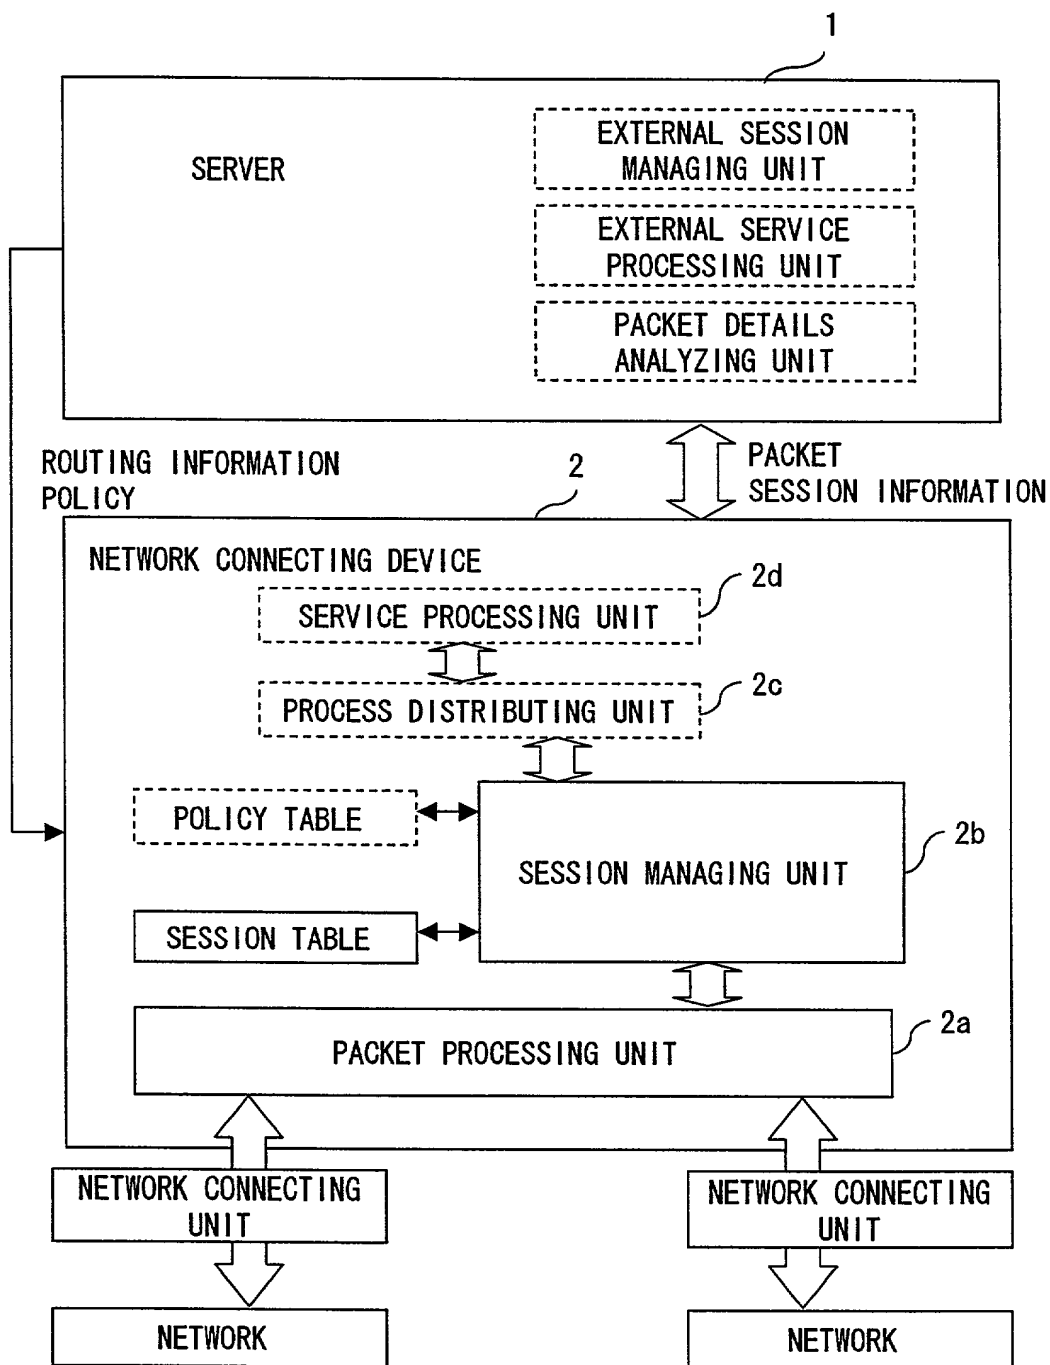 1
SERVER
EXTERNAL SESSION
MANAGING UNIT
EXTERNAL SERVICE
PROCESSING UNIT
PACKET DETAILS
ANALYZING UNIT
ROUTING INFORMATION
POLICY
PACKET
SESSION INFORMATION
2
NETWORK CONNECTING DEVICE
SERVICE PROCESSING UNIT
2d
PROCESS DISTRIBUTING UNIT
2c
POLICY TABLE
SESSION MANAGING UNIT
2b
SESSION TABLE
PACKET PROCESSING UNIT
2a
NETWORK CONNECTING
UNIT
NETWORK CONNECTING
UNIT
NETWORK
NETWORK